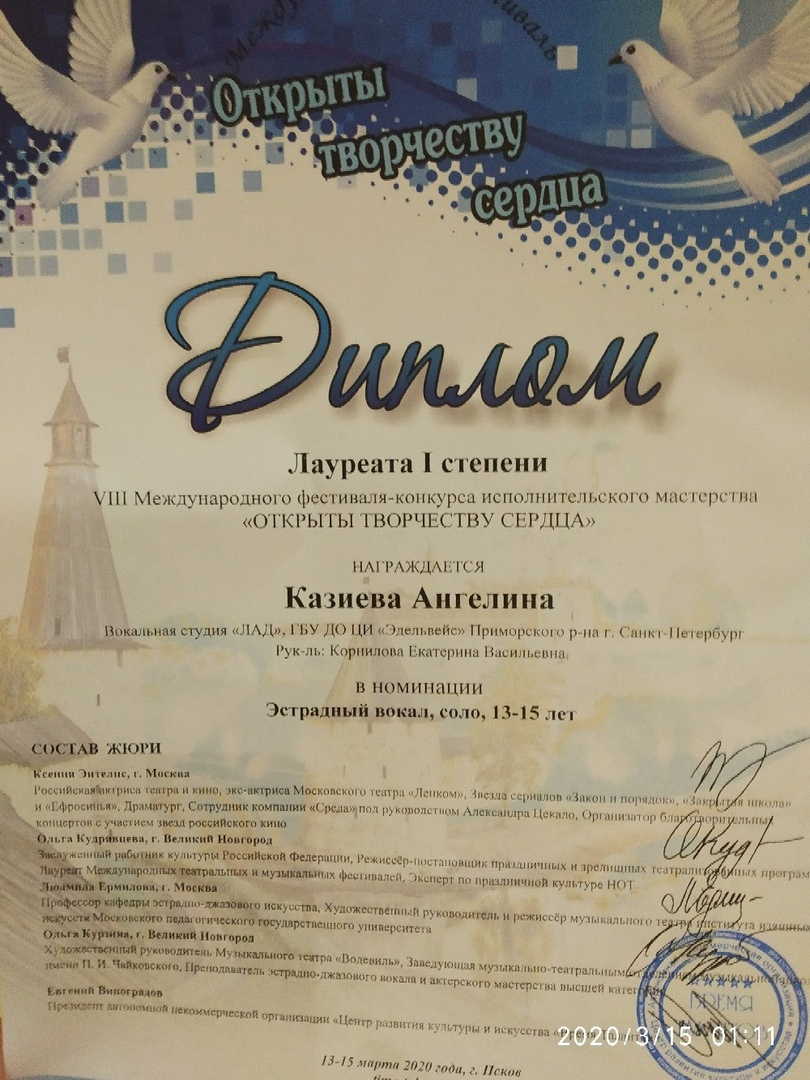 Открыты
творчеству
сердца
Диплом
Лауреата I степени
VIII Международного фестиваля-конкурса исполнительского мастерства
«ОТКРЫТЫ ТВОРЧЕСТВУ СЕРДЦА»
НАГРАЖДАЕТСЯ
Казиева Ангелина
Вокальная студия «ЛАД», ГБУ ДО ЦИ «Эдельвейс» Приморского р-на г. Санкт-Петербург
Рук-ль: Корнилова Екатерина Васильевна
в номинации
Эстрадный вокал, соло, 13-15 лет
СОСТАВ ЖЮРИ
Ксения Энтелис, г. Москва
Российская актриса театра и кино, экс-актриса Московского театра «Ленком», Звезда сериалов «Закон и порядок», «Закрытая школа»
и «Ефросинья», Драматург, Сотрудник компании «Среда» под руководством Александра Цекало, Организатор благотворительных
концертов с участием звезд российского кино
Ольга Кудрявцева, г. Великий Новгород
Заслуженный работник культуры Российской Федерации, Режиссёр-постановщик праздничных и зрелищных театрализованных програм
Лауреат Международных театральных и музыкальных фестивалей, Эксперт по праздничной культуре НОТ
Людмила Ермилова, г. Москва
Профессор кафедры эстрадно-джазового искусства, Художественный руководитель и режиссёр музыкального театра института изящных
искусств Московского педагогического государственного университета
Ольга Курзина, г. Великий Новгород
Художественный руководитель Музыкального театра «Водевиль», Заведующая музыкально-театральным отделением
имени П. И. Чайковского, Преподаватель эстрадно-джазового вокала и актерского мастерства высшей категории
Евгений Виноградов
Президент автономной некоммерческой организации «Центр развития культуры и искусства
ВРЕМЯ
2020/3/15 01:11
13-15 марта 2020 года, г. Псков